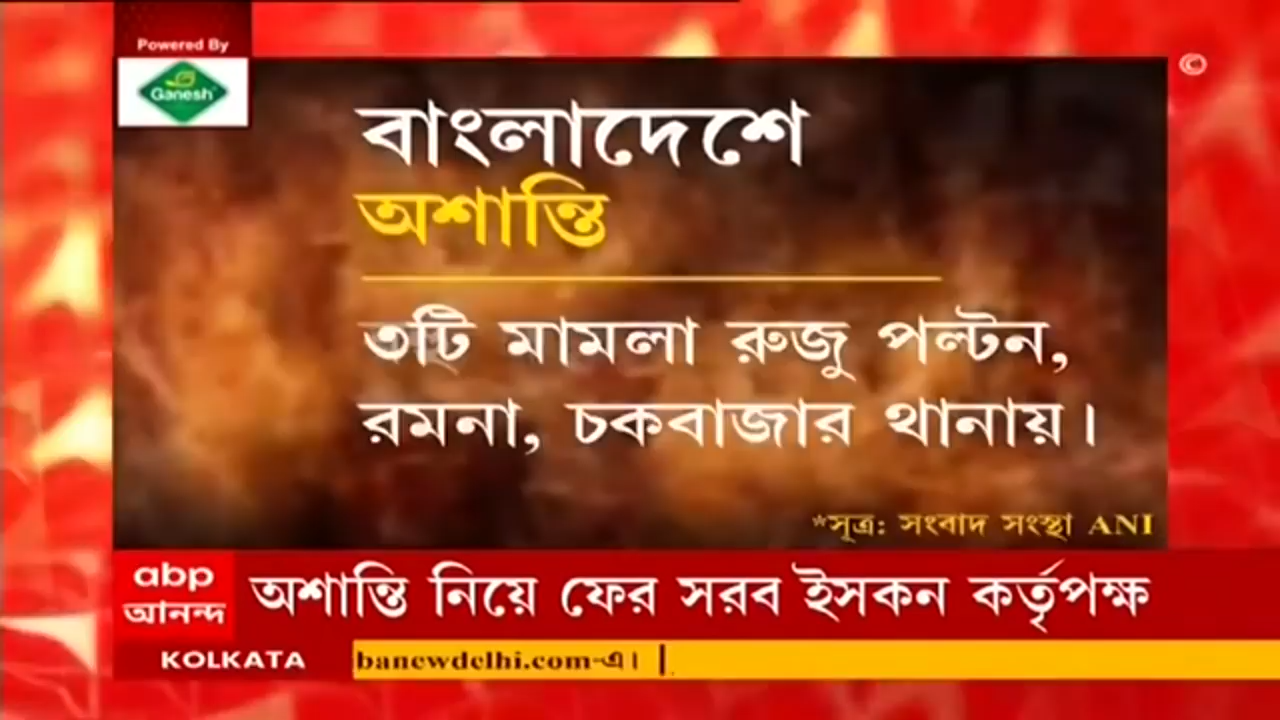 Powered By
Ganesh
বাংলাদেশে
অশান্তি
৩টি মামলা রুজু পল্টন,
রমনা, চকবাজার থানায়।
*সূত্র: সংবাদ সংস্থা ANI
abp
আনন্দ
অশান্তি নিয়ে ফের সরব ইসকন কর্তৃপক্ষ
KOLKATA
banewdelhi.com-এ।